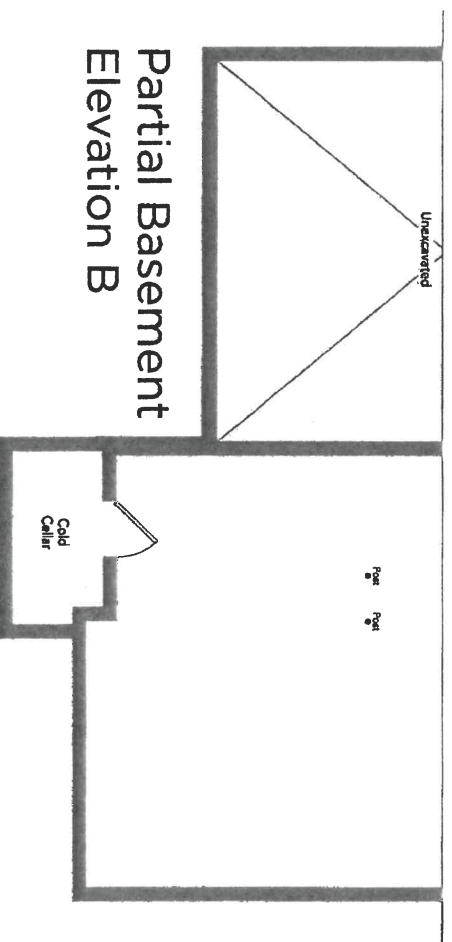 Partial Basement
Elevation B
Unexcavated
Cold
Cellar
Post
Post